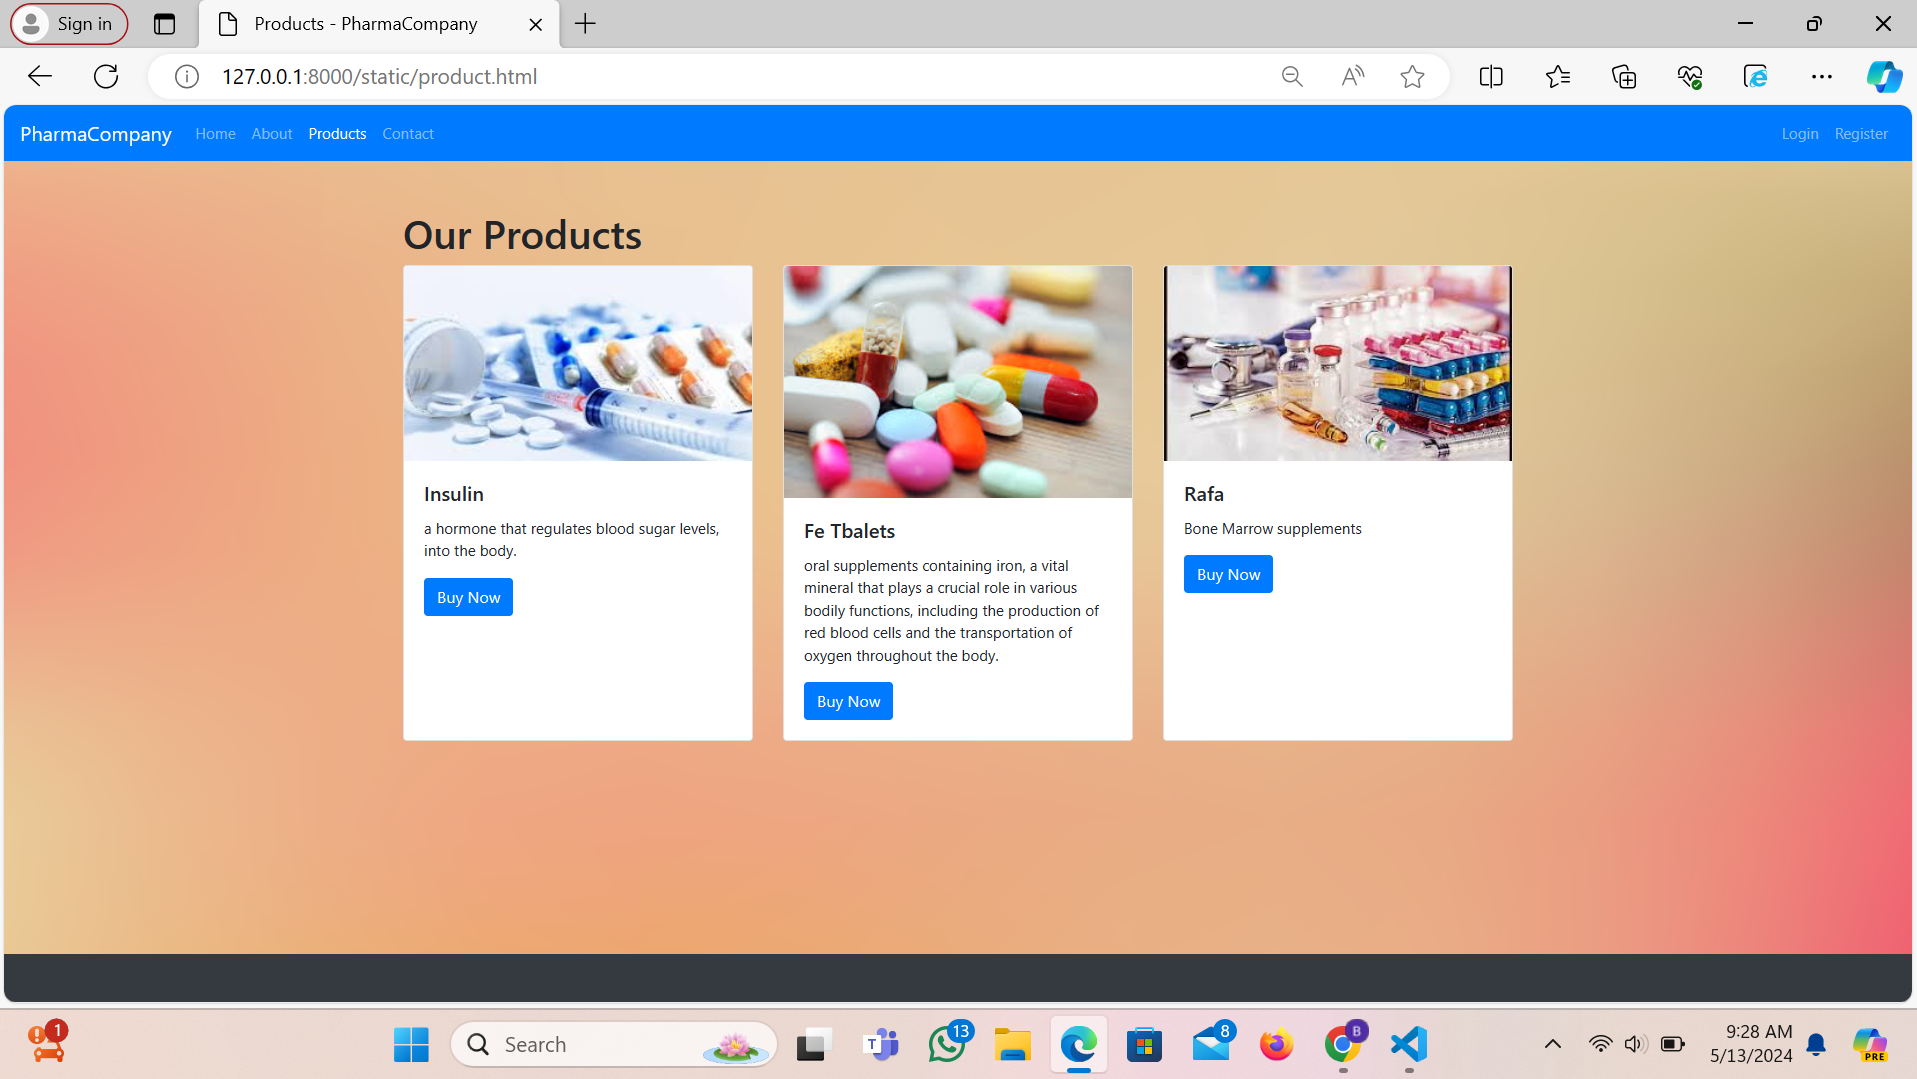 Sign in
Products - PharmaCompany
127.0.0.1:8000/static/product.html
PharmaCompany Home About Products Contact Login Register
Our Products
Insulin
a hormone that regulates blood sugar levels,
into the body.
Buy Now
Fe Tbalets
oral supplements containing iron, a vital
mineral that plays a crucial role in various
bodily functions, including the production of
red blood cells and the transportation of
oxygen throughout the body.
Buy Now
Rafa
Bone Marrow supplements
Buy Now
1
Search
T
13
8
B
9:28 AM
5/13/2024
PRE